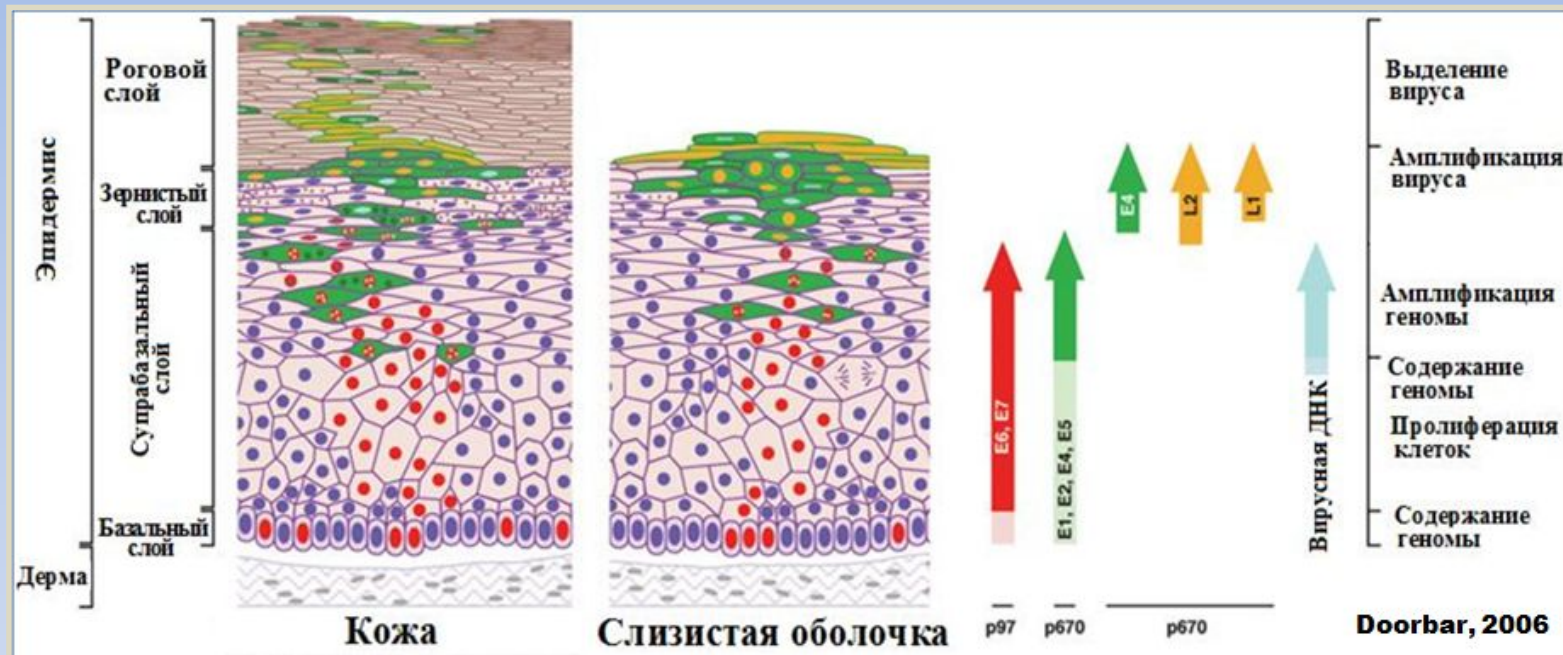 Эпидермис
Дерма
Роговой
слой
Зернистый
слой
Супрабазальный
слой
Базальный
слой
Кожа
Слизистая оболочка
E6, E7
E1, E2, E4, E5
E4
L2
L1
p97
p670
p670
Вирусная ДНК
Выделение
вируса
Амплификация
вируса
Амплификация
геномы
Содержание
геномы
Пролиферация
клеток
Содержание
геномы
Doorbar, 2006